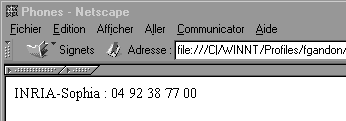 Phones - Netscape
Fichier Edition Afficher Aller Communicator Aide
Signets Adresse : file:///C|/WINNT/Profiles/fgandon/
INRIA-Sophia : 04 92 38 77 00